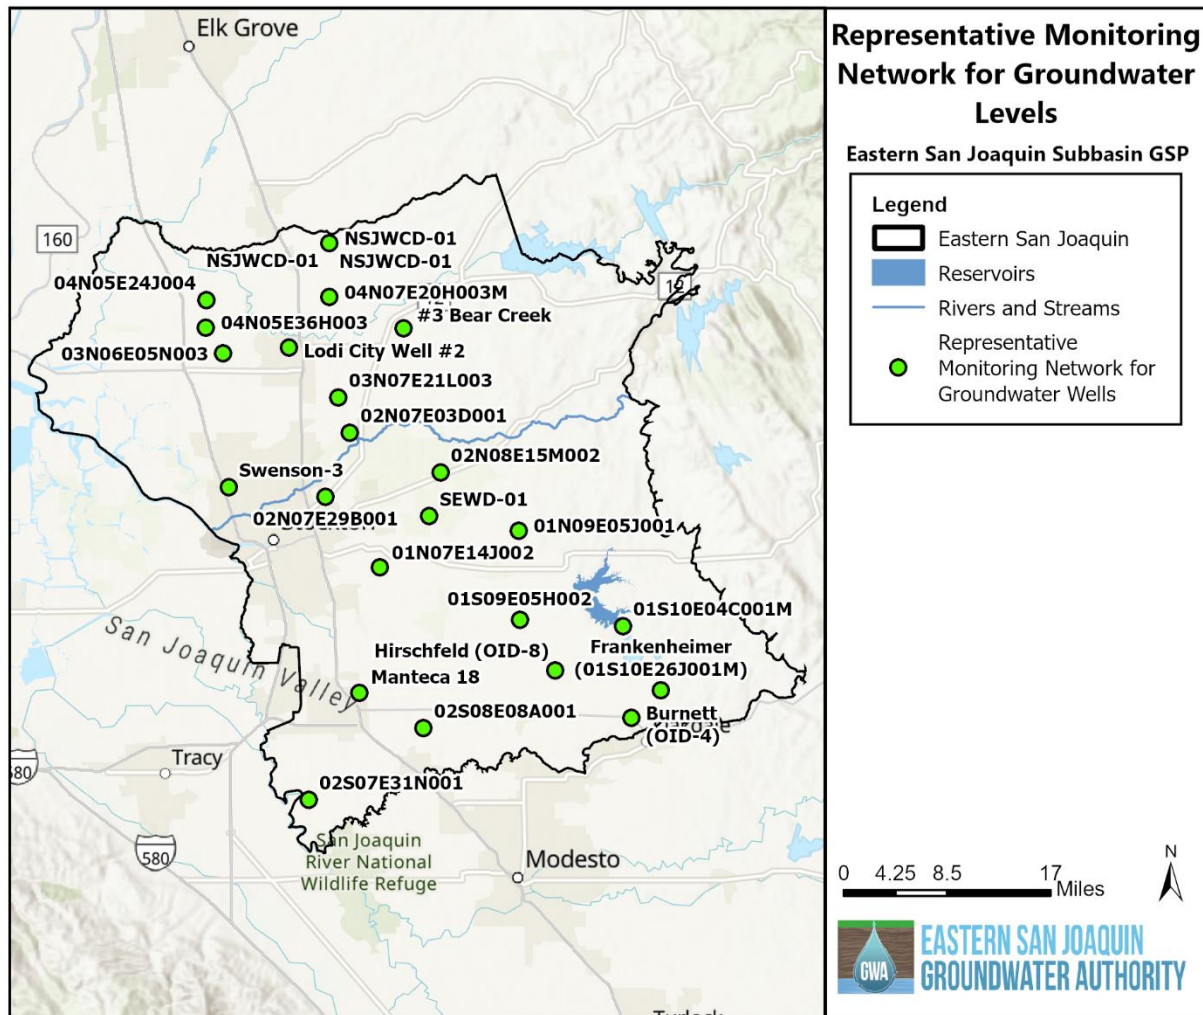 Elk Grove
160
NSJWCD-01
NSJWCD-01
NSJWCD-01
04N05E24J004
04N07E20H003M
12
#3 Bear Creek
04N05E36H003
03N06E05N003
Lodi City Well #2
03N07E21L003
02N07E03D001
02N08E15M002
Swenson-3
SEWD-01
02N07E29B001
01N09E05J001
01N07E14J002
01S09E05H002
01S10E04C001M
San Joaquin Valley
Hirschfeld (OID-8)
Frankenheimer
(01S10E26J001M)
Manteca 18
02S08E08A001
Burnett
(OID-4)
Tracy
580
02S07E31N001
580
San Joaquin
River National
Wildlife Refuge
Modesto
Representative Monitoring
Network for Groundwater
Levels
Eastern San Joaquin Subbasin GSP
Legend
Eastern San Joaquin
Reservoirs
Rivers and Streams
Representative
Monitoring Network for
Groundwater Wells
N
0 4.25 8.5 17
Miles
GWA
EASTERN SAN JOAQUIN
GROUNDWATER AUTHORITY